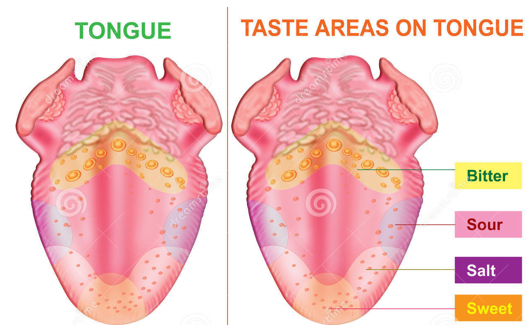 TONGUE
TASTE AREAS ON TONGUE
Bitter
Sour
Salt
Sweet